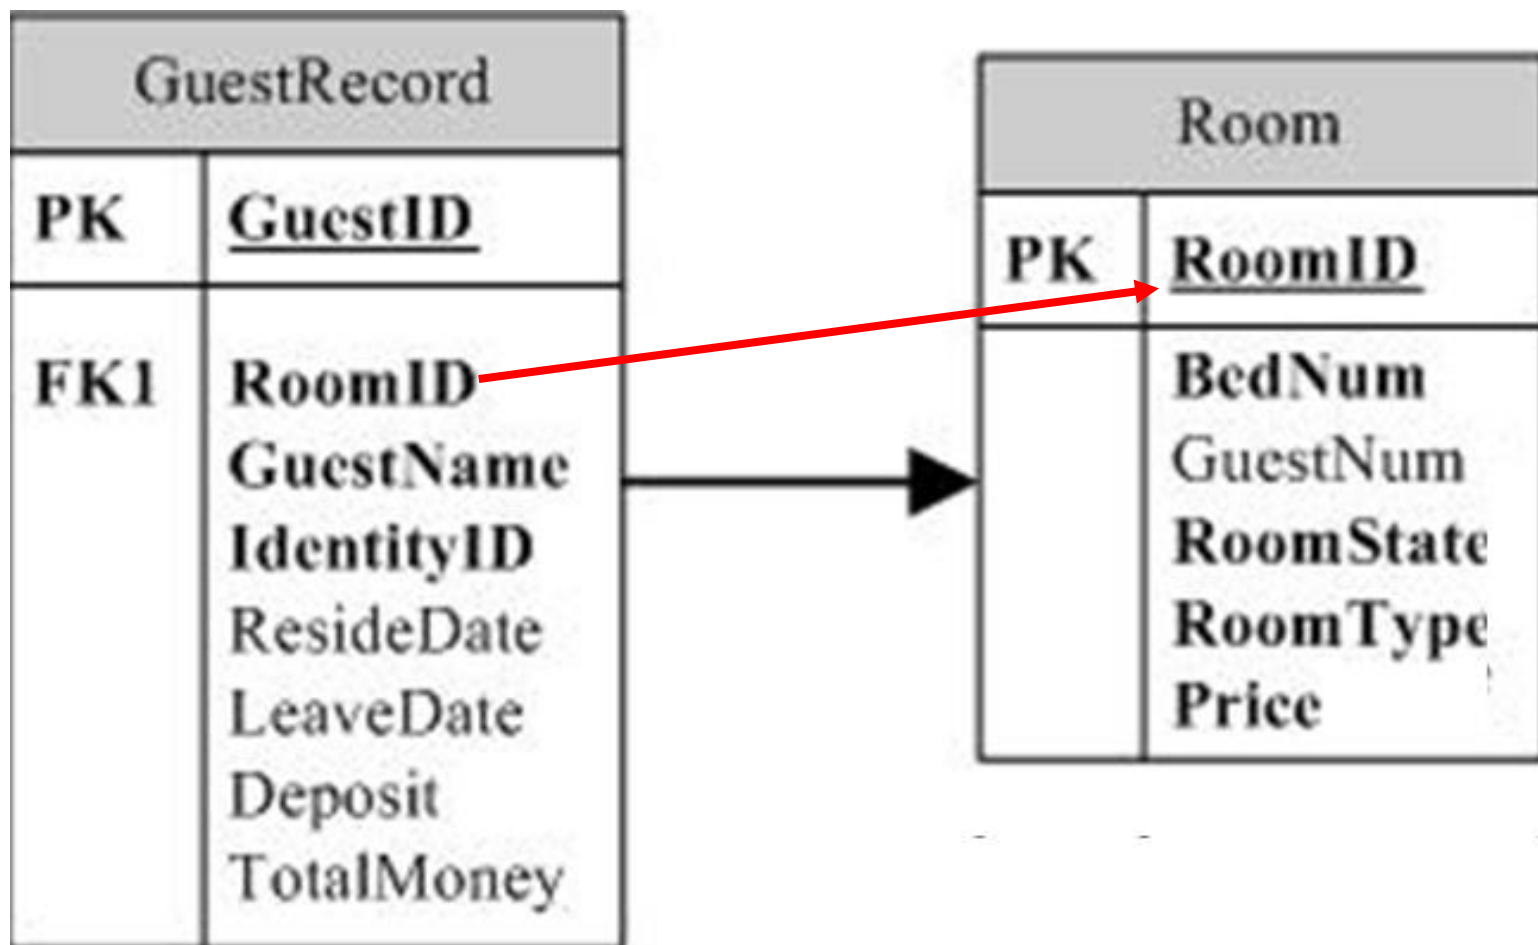 GuestRecord
PK GuestID
FK1 RoomID
GuestName
IdentityID
ResideDate
LeaveDate
Deposit
TotalMoney
Room
PK RoomID
BedNum
GuestNum
RoomState
RoomType
Price